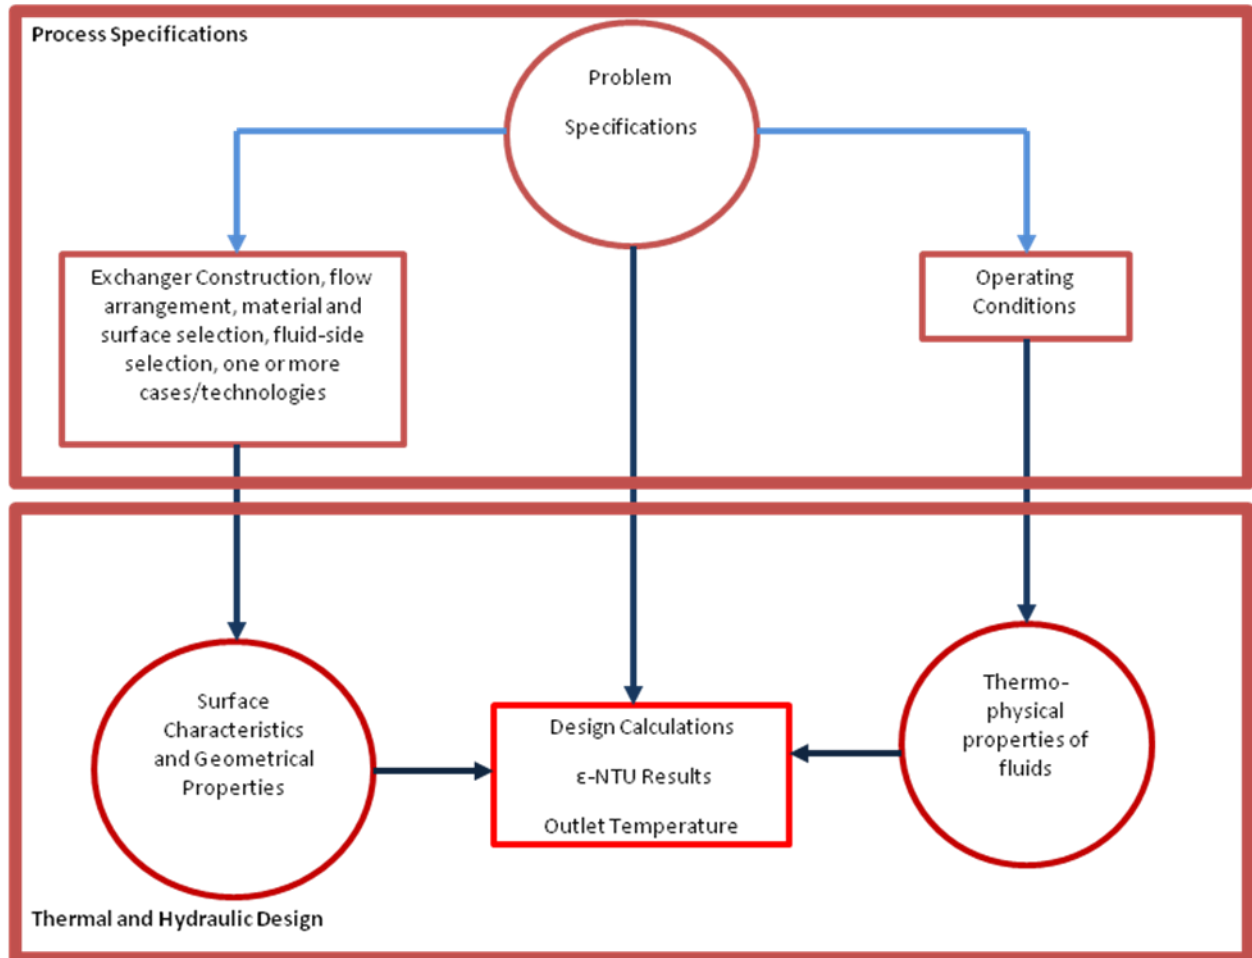 Process Specifications
Problem
Specifications
Exchanger Construction, flow
arrangement, material and
surface selection, fluid-side
selection, one or more
cases/technologies
Operating
Conditions
Surface
Characteristics
and Geometrical
Properties
Design Calculations
ε-NTU Results
Outlet Temperature
Thermo-
physical
properties of
fluids
Thermal and Hydraulic Design